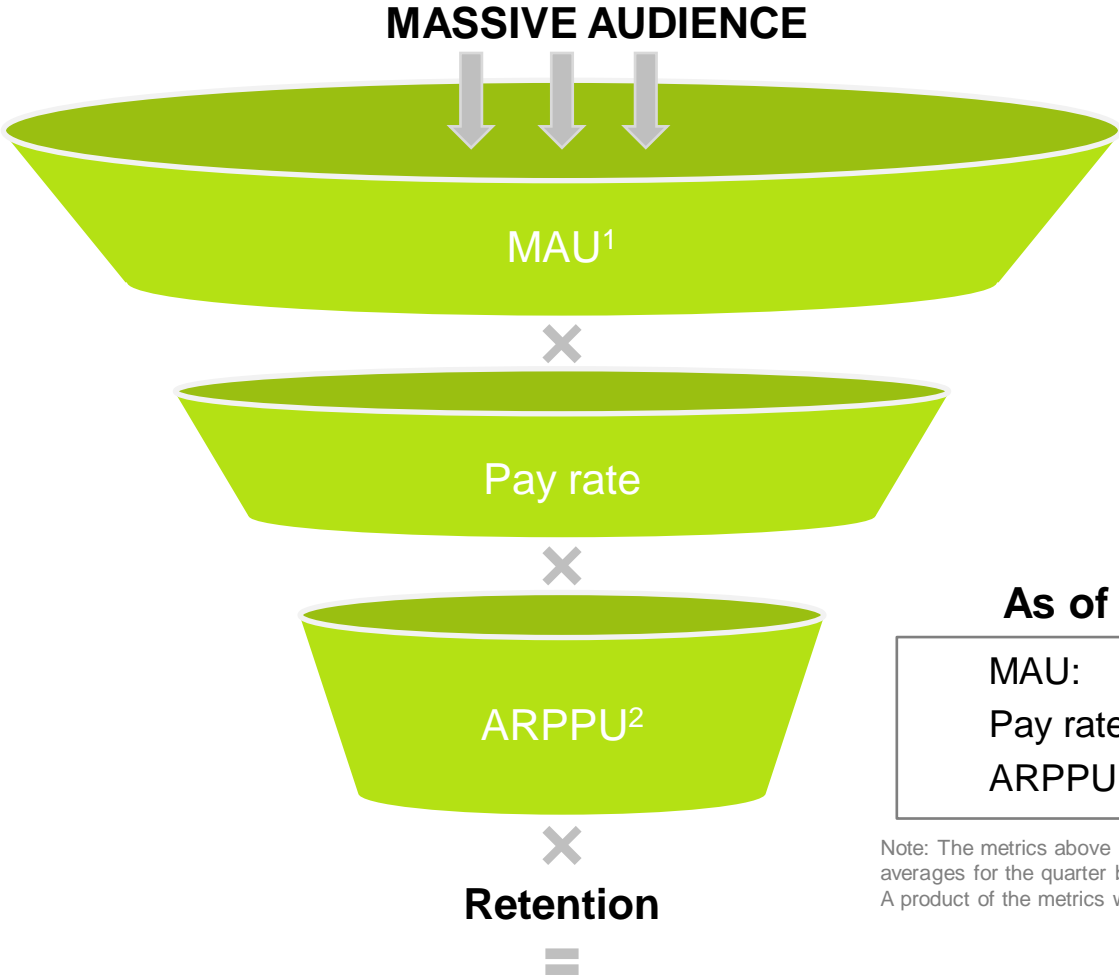 MASSIVE AUDIENCE
MAU¹
×
Pay rate
×
ARPPU²
×
Retention
=
As of
MAU:
Pay rate
ARPPU
Note: The metrics above
averages for the quarter b
A product of the metrics w